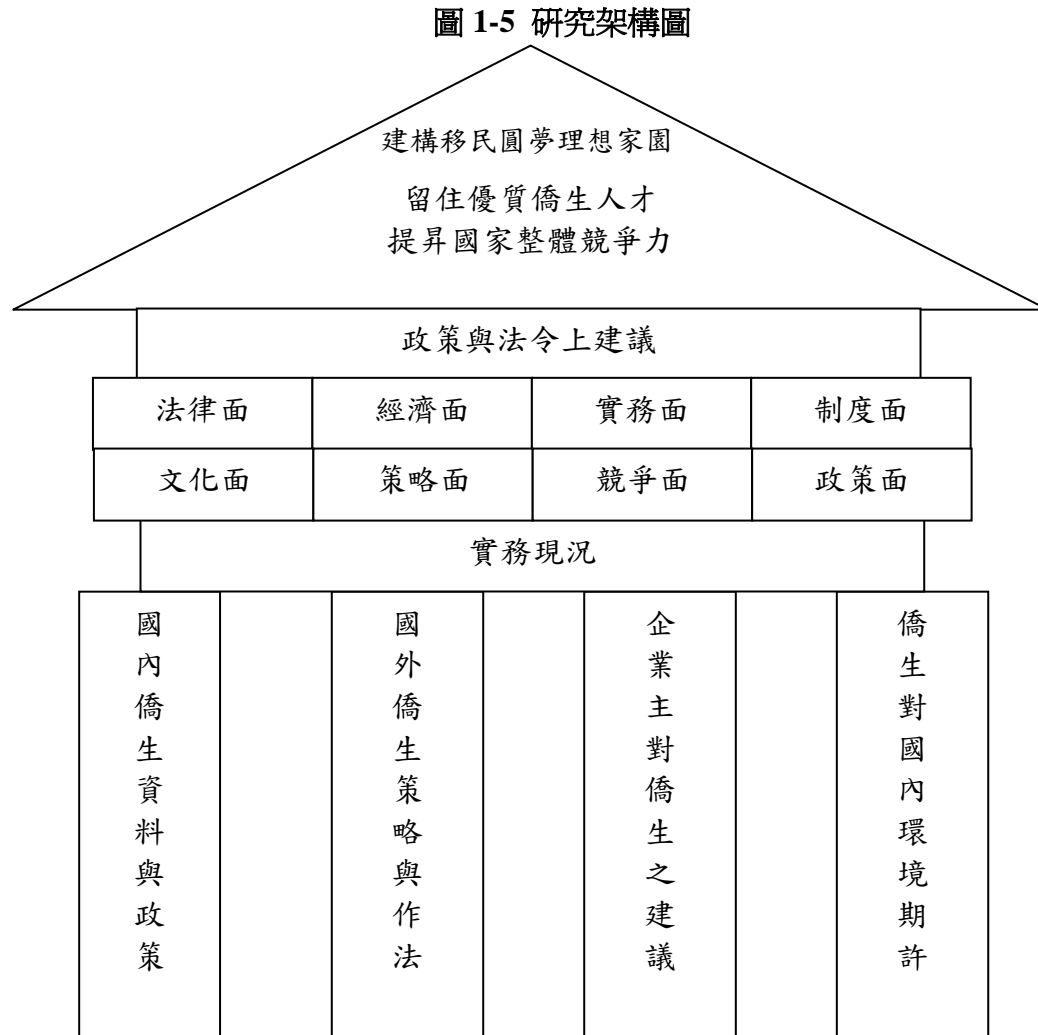 圖 1-5 研究架構圖
建構移民圓夢理想家園
留住優質僑生人才
提昇國家整體競爭力
政策與法令上建議
法律面
經濟面
實務面
制度面
文化面
策略面
競爭面
政策面
實務現況
國內僑生資料與政策
國外僑生策略與作法
企業主對僑生之建議
僑生對國內環境期許